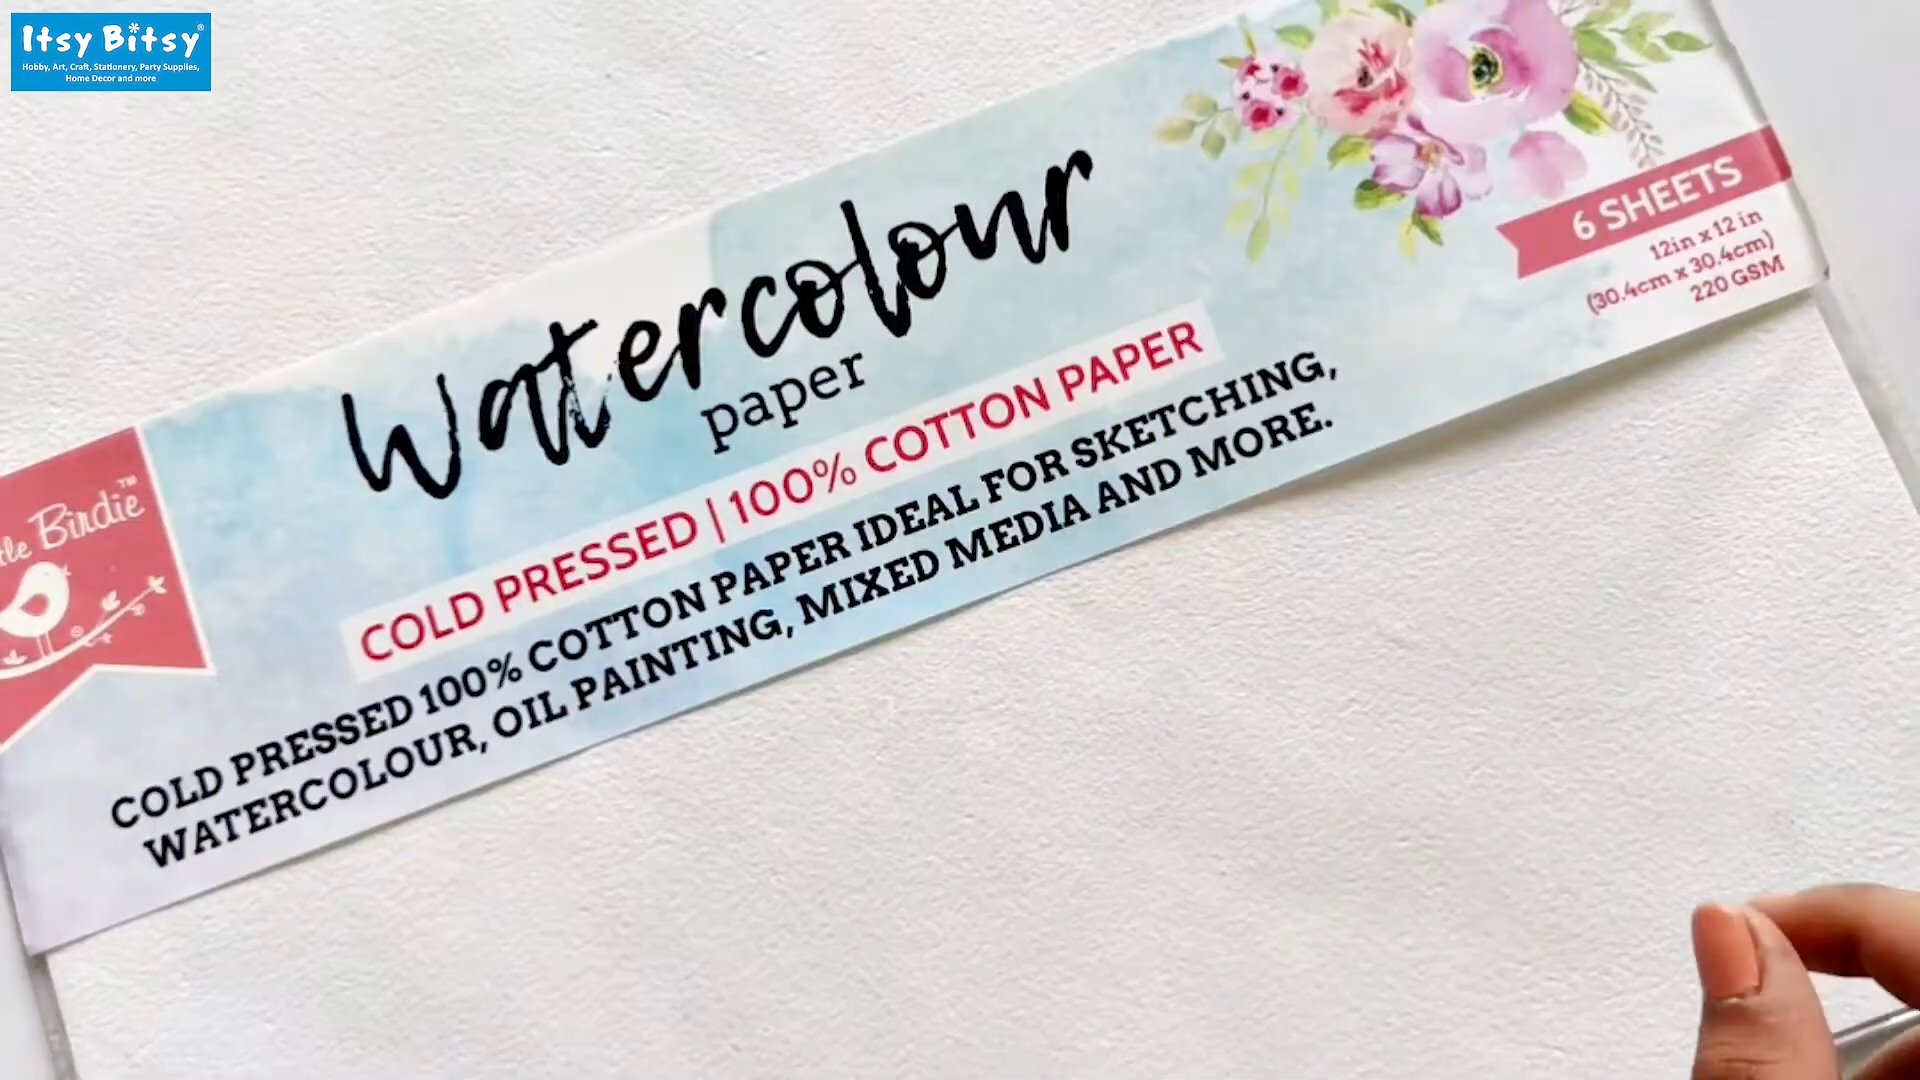 Itsy Bitsy®
Hobby, Art, Craft, Stationery, Party Supplies,
Home Decor and more
Watercolour
paper
COLD PRESSED | 100% COTTON PAPER
COLD PRESSED 100% COTTON PAPER IDEAL FOR SKETCHING,
WATERCOLOUR, OIL PAINTING, MIXED MEDIA AND MORE.
6 SHEETS
12in x 12 in
(30.4cm x 30.4cm)
220 GSM
Birdie™